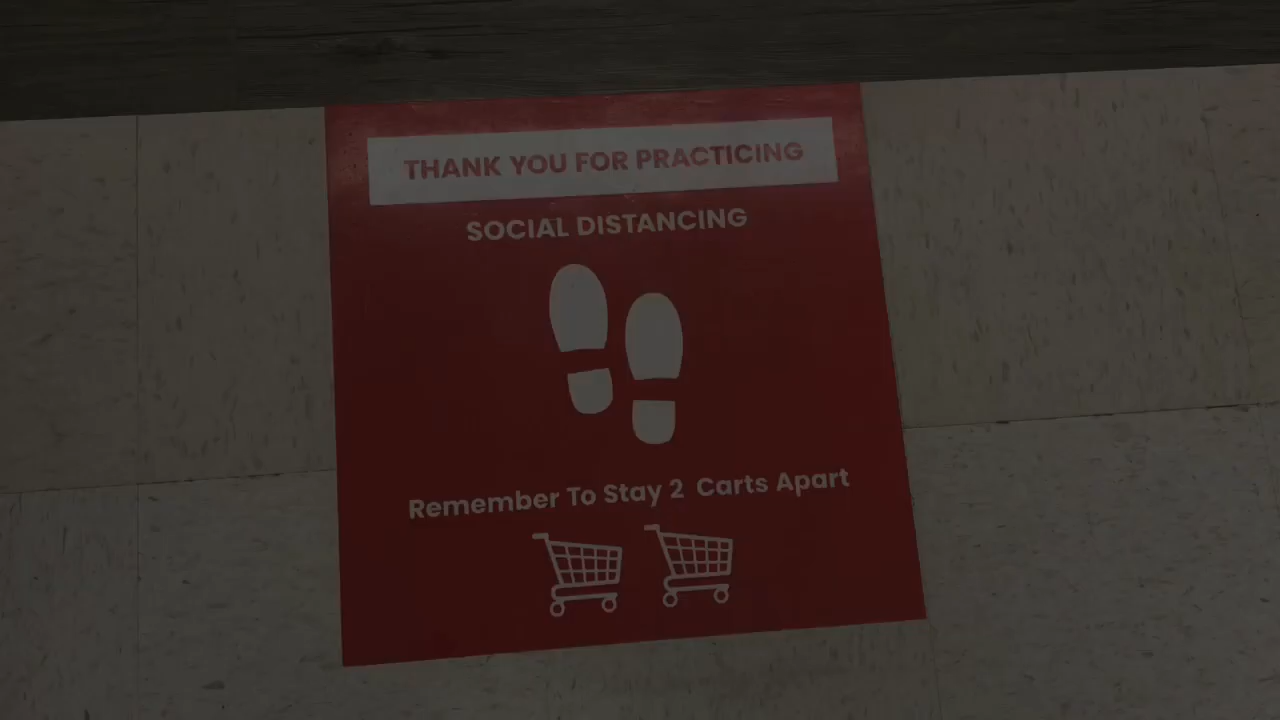 THANK YOU FOR PRACTICING
SOCIAL DISTANCING
Remember To Stay 2 Carts Apart